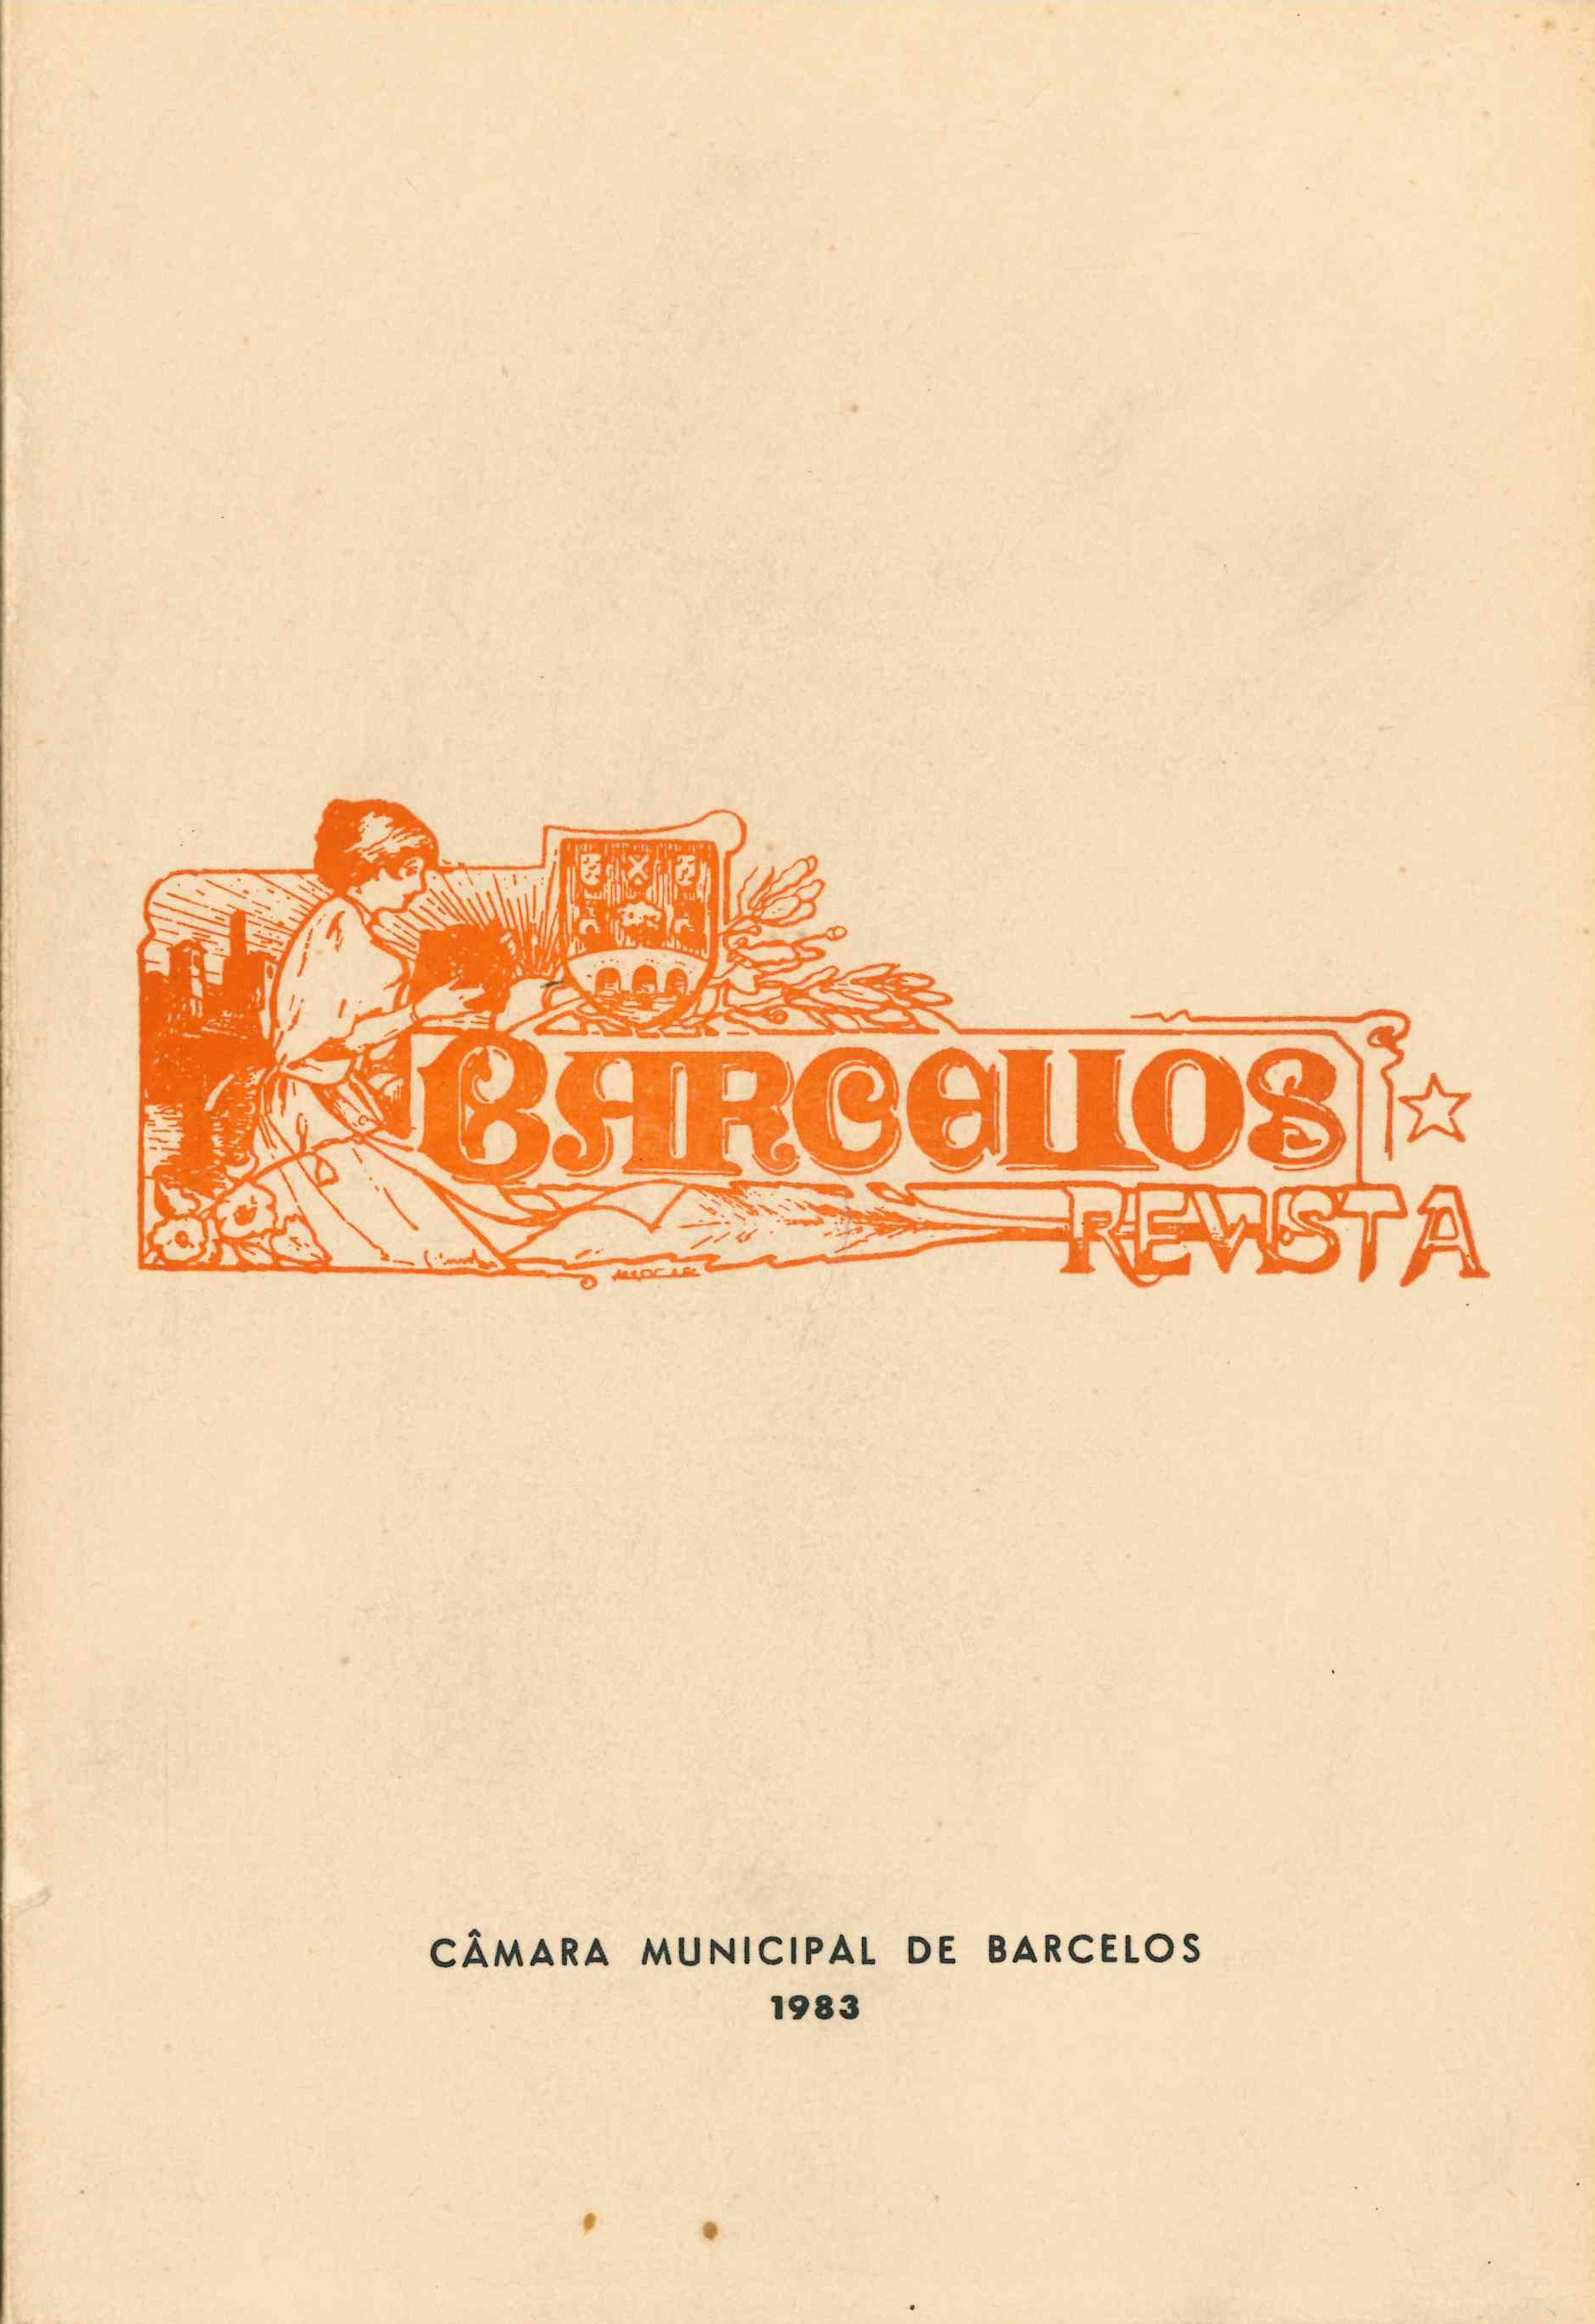 BARCELLOS
REVISTA
CÂMARA MUNICIPAL DE BARCELOS
1983